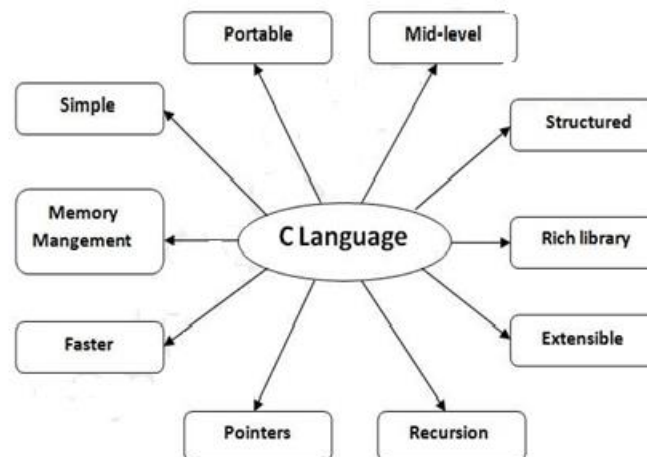 Portable
Mid-level
Simple
Structured
Memory
Mangement
C Language
Rich library
Faster
Extensible
Pointers
Recursion